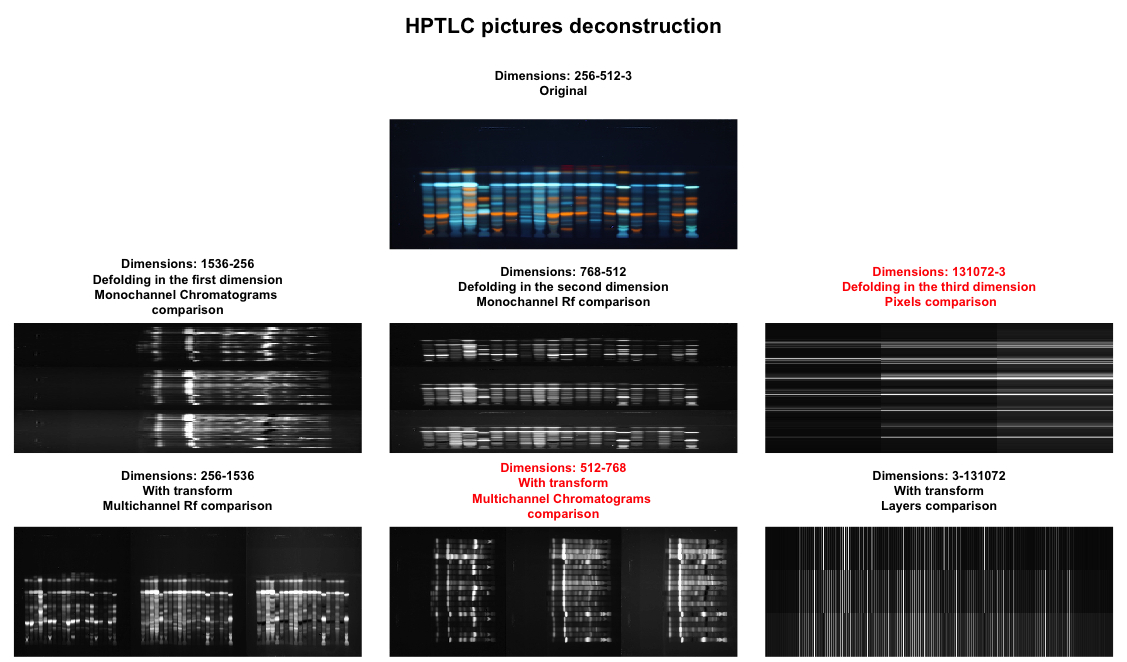 HPTLC pictures deconstruction
Dimensions: 256-512-3
Original
Dimensions: 1536-256
Defolding in the first dimension
Monochannel Chromatograms
comparison
Dimensions: 768-512
Defolding in the second dimension
Monochannel Rf comparison
Dimensions: 131072-3
Defolding in the third dimension
Pixels comparison
Dimensions: 256-1536
With transform
Multichannel Rf comparison
Dimensions: 512-768
With transform
Multichannel Chromatograms
comparison
Dimensions: 3-131072
With transform
Layers comparison